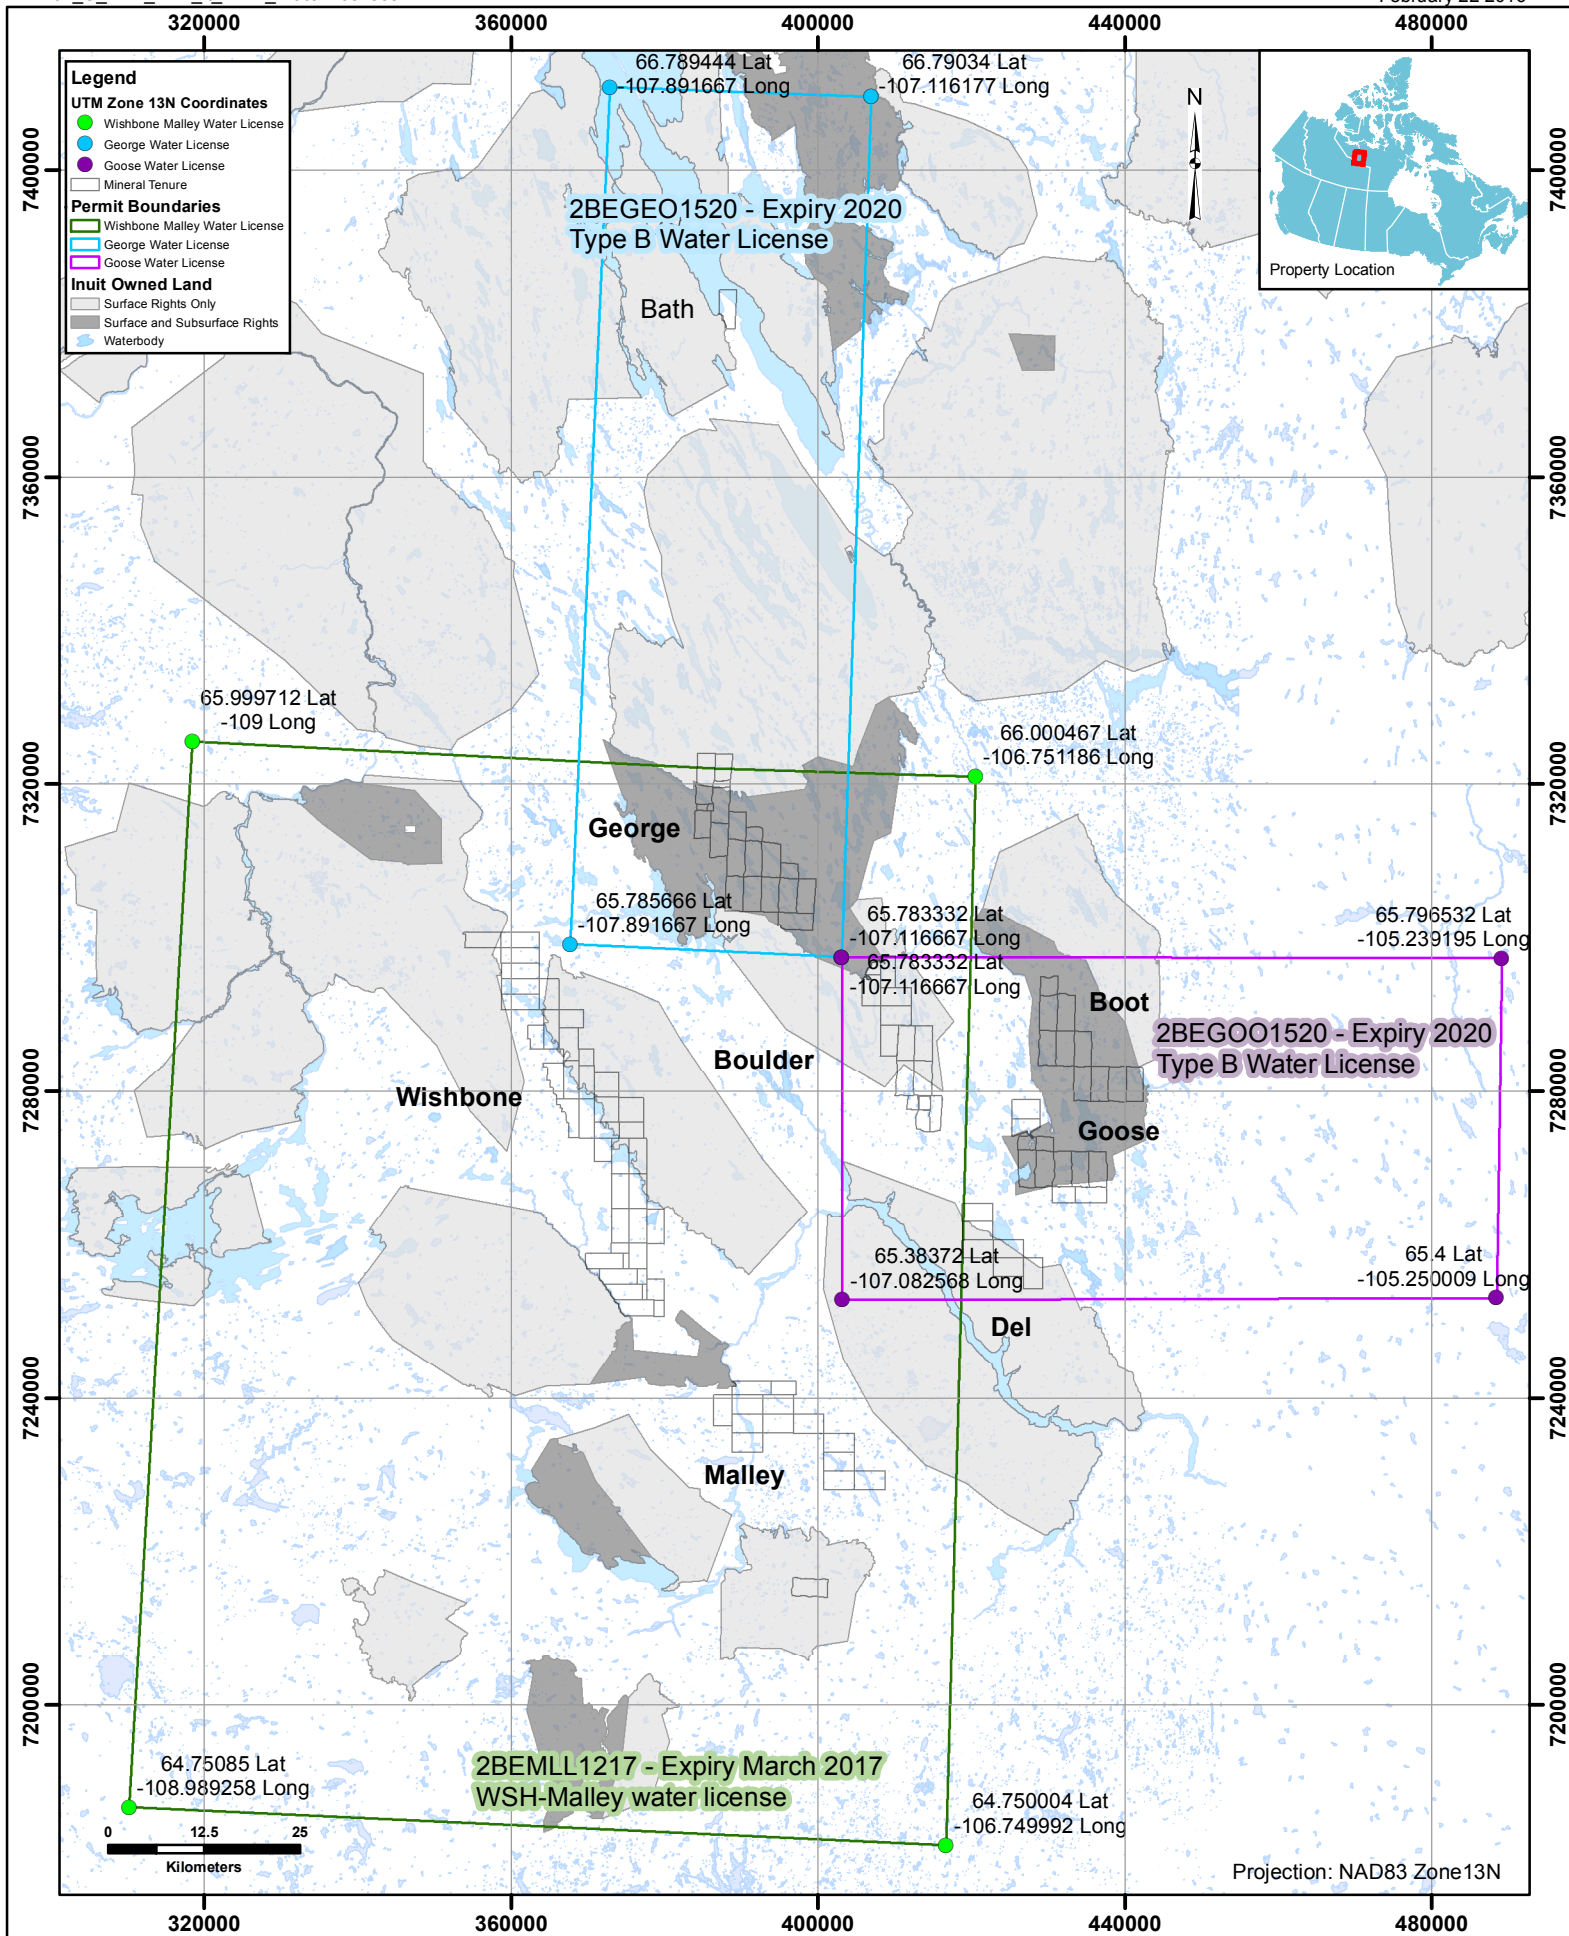 320000
360000
400000
440000
480000
Legend
UTM Zone 13N Coordinates
Wishbone Malley Water License
George Water License
Goose Water License
Mineral Tenure
Permit Boundaries
Wishbone Malley Water License
George Water License
Goose Water License
Inuit Owned Land
Surface Rights Only
Surface and Subsurface Rights
Waterbody
66.789444 Lat
-107.891667 Long
66.79034 Lat
-107.116177 Long
N
Property Location
7400000
7400000
2BEGEO1520 - Expiry 2020
Type B Water License
Bath
7360000
7360000
65.999712 Lat
-109 Long
66.000467 Lat
-106.751186 Long
7320000
7320000
George
65.785666 Lat
-107.891667 Long
65.783332 Lat
-107.116667 Long
65.783332 Lat
-107.116667 Long
65.796532 Lat
-105.239195 Long
Boot
2BEGOO1520 - Expiry 2020
Type B Water License
Boulder
Wishbone
7280000
7280000
Goose
65.38372 Lat
-107.082568 Long
65.4 Lat
-105.250009 Long
Del
7240000
7240000
Malley
7200000
7200000
64.75085 Lat
-108.989258 Long
2BEMLL1217 - Expiry March 2017
WSH-Malley water license
64.750004 Lat
-106.749992 Long
0 12.5 25
Kilometers
Projection: NAD83 Zone13N
320000
360000
400000
440000
480000